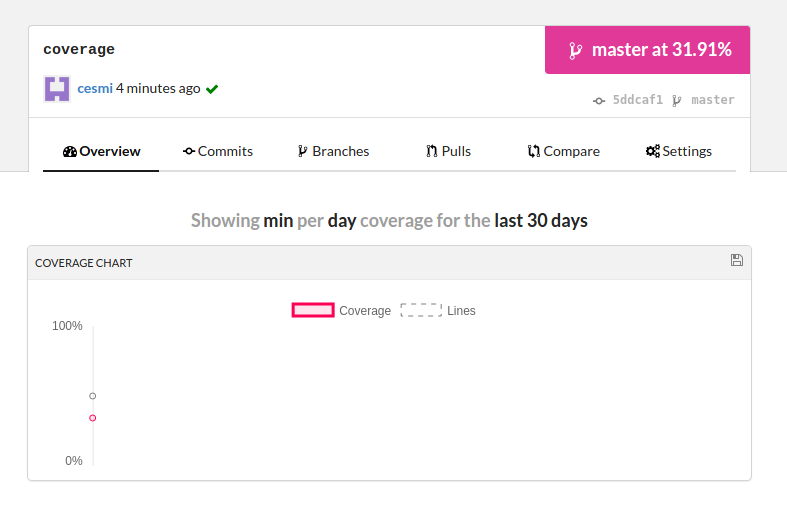 coverage
master at 31.91%
cesmi 4 minutes ago
5ddcaf1 master
Overview Commits Branches Pulls Compare Settings
Showing min per day coverage for the last 30 days
COVERAGE CHART
Coverage Lines
100%
0%